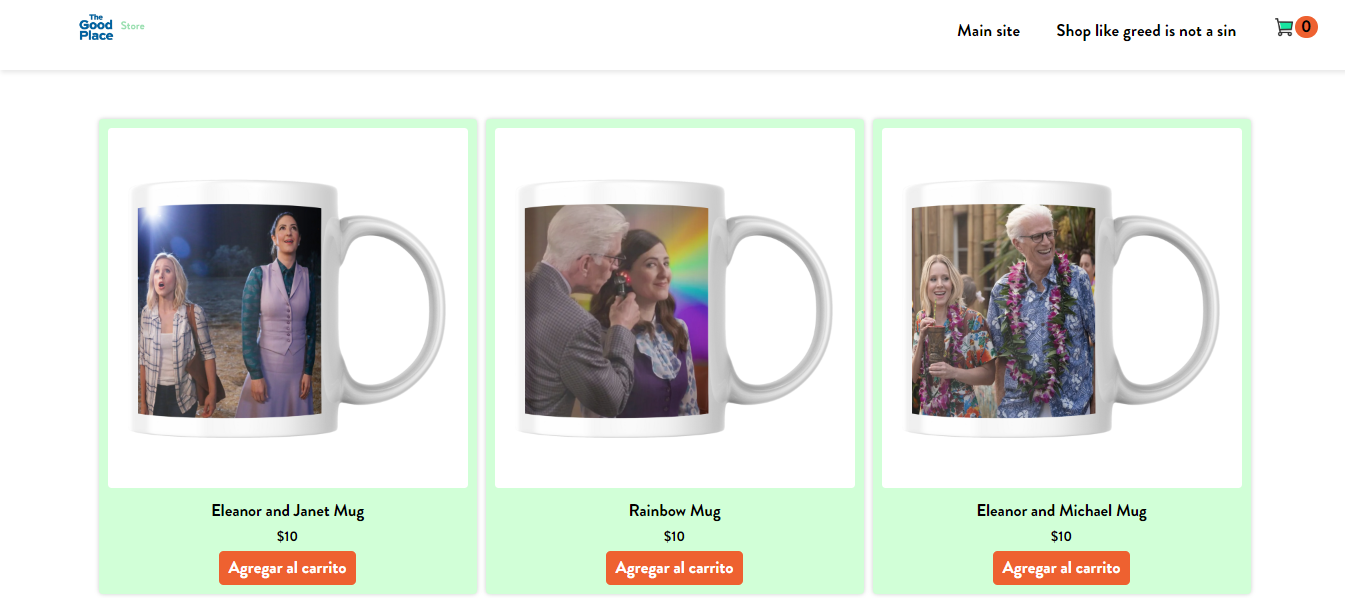 The
Good
Place
Store
Main site
Shop like greed is not a sin
0
Eleanor and Janet Mug
$10
Agregar al carrito
Rainbow Mug
$10
Agregar al carrito
Eleanor and Michael Mug
$10
Agregar al carrito